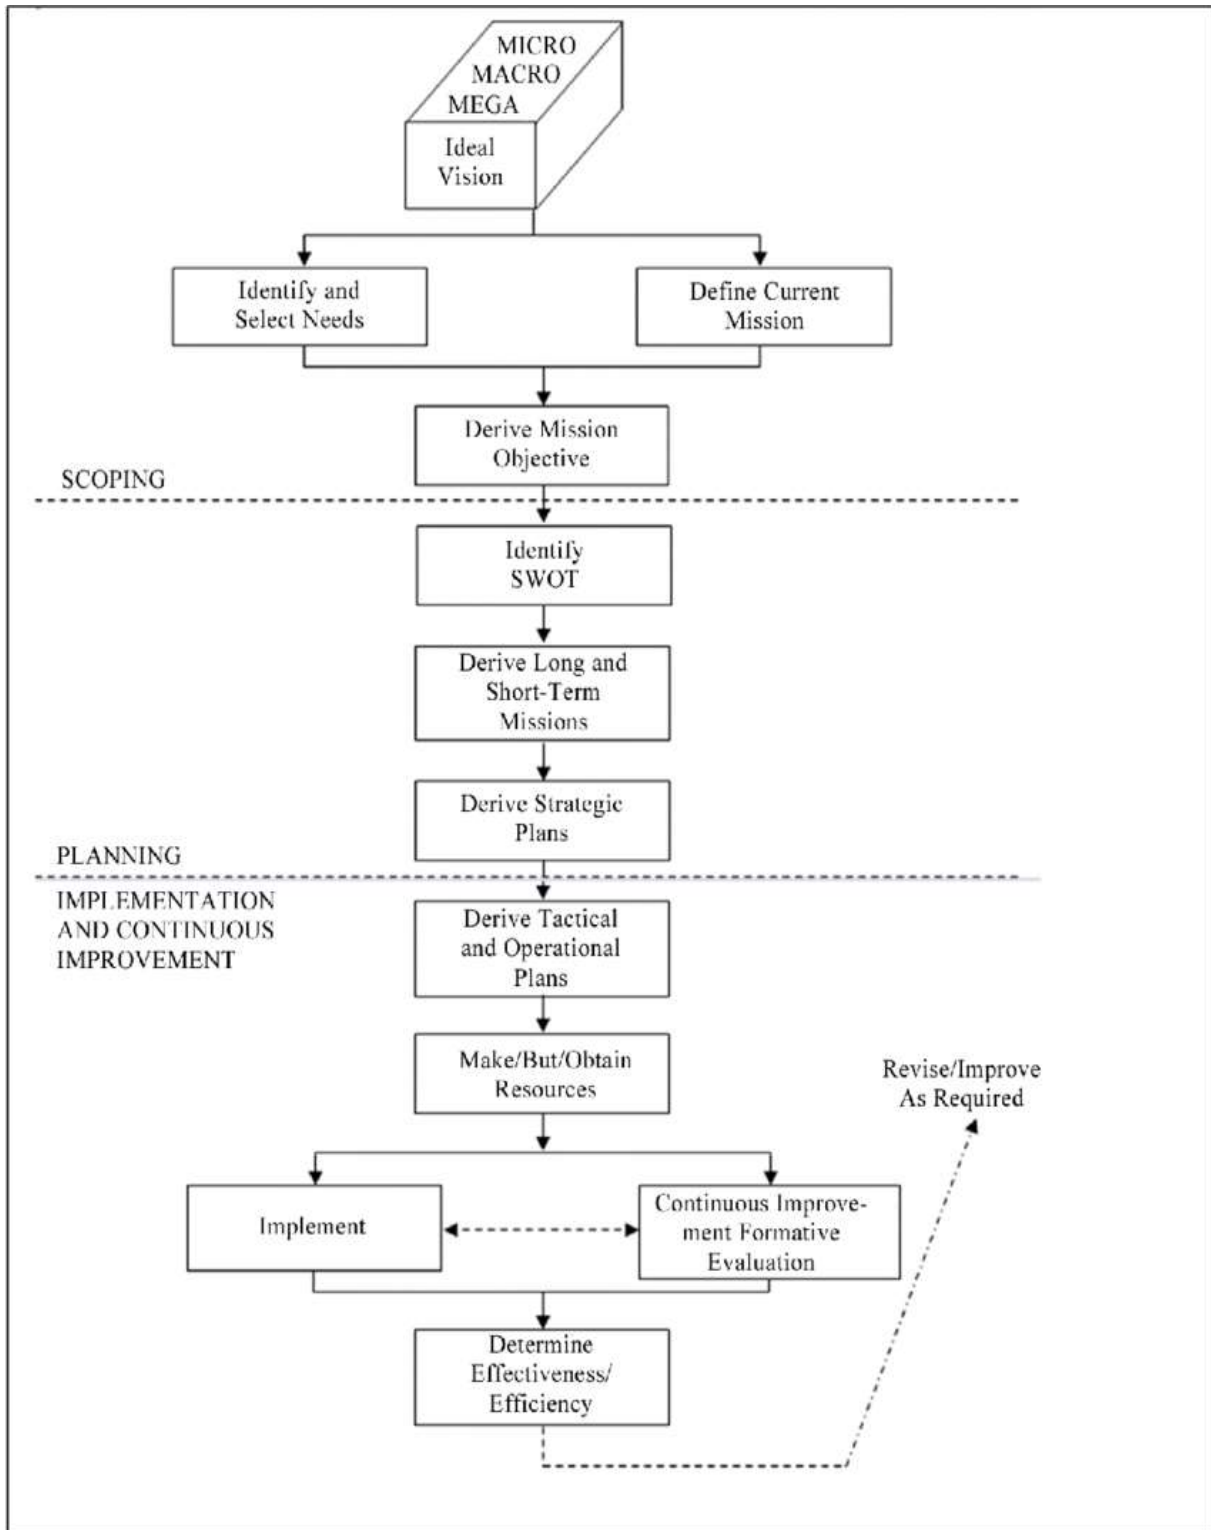 MICRO
MACRO
MEGA
Ideal
Vision
Identify and
Select Needs
Define Current
Mission
Derive Mission
Objective
SCOPING
Identify
SWOT
Derive Long and
Short-Term
Missions
Derive Strategic
Plans
PLANNING
IMPLEMENTATION
AND CONTINUOUS
IMPROVEMENT
Derive Tactical
and Operational
Plans
Make/But/Obtain
Resources
Revise/Improve
As Required
Implement
Continuous Improve-
ment Formative
Evaluation
Determine
Effectiveness/
Efficiency